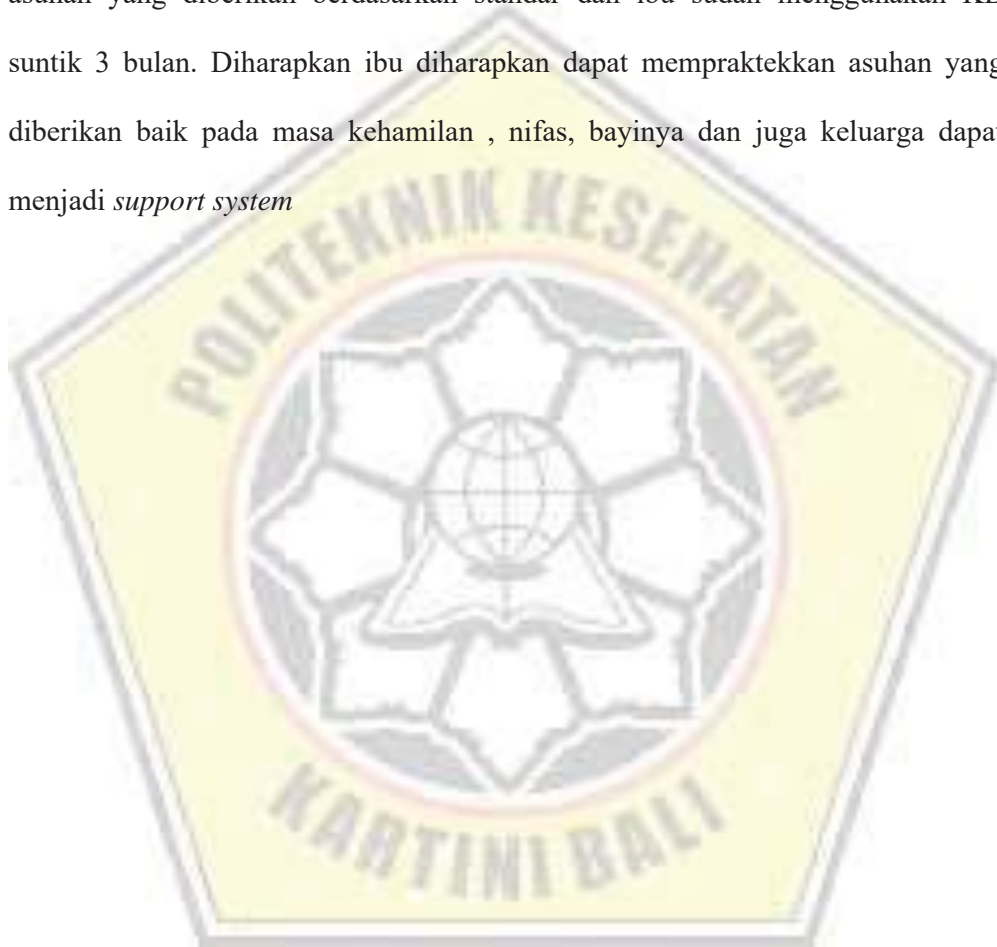 asuhan yang diberikan berdasarkan standar dan ibu sudah menggunakan KB
suntik 3 bulan. Diharapkan ibu diharapkan dapat mempraktekkan asuhan yang
diberikan baik pada masa kehamilan , nifas, bayinya dan juga keluarga dapat
menjadi support system
POLITEKNIK KESEHATAN
KARTINI BALI